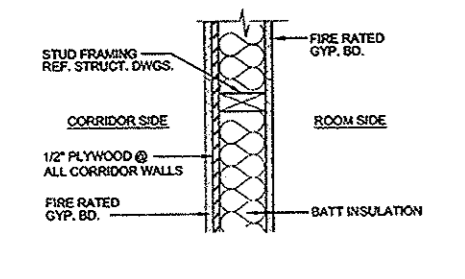 FIRE RATED
GYP. BD.
STUD FRAMING
REF. STRUCT. DWGS.
CORRIDOR SIDE
ROOM SIDE
1/2" PLYWOOD @
ALL CORRIDOR WALLS
FIRE RATED
GYP. BD.
BATT INSULATION